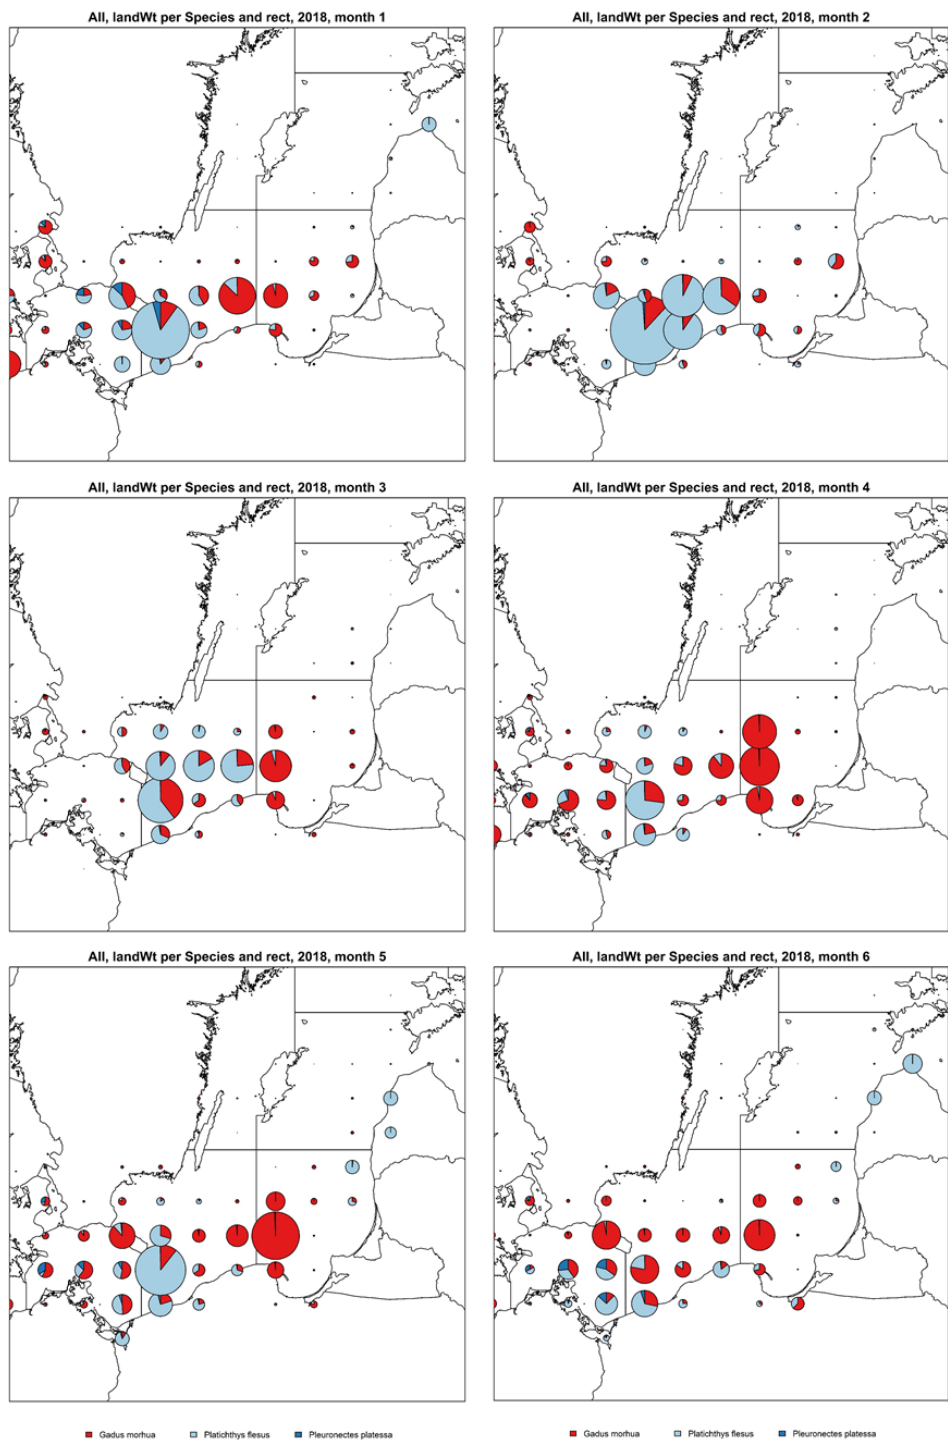 All, landWt per Species and rect, 2018, month 1
All, landWt per Species and rect, 2018, month 2
All, landWt per Species and rect, 2018, month 3
All, landWt per Species and rect, 2018, month 4
All, landWt per Species and rect, 2018, month 5
All, landWt per Species and rect, 2018, month 6
Gadus morhua Platichthys flesus Pleuronectes platessa
Gadus morhua Platichthys flesus Pleuronectes platessa